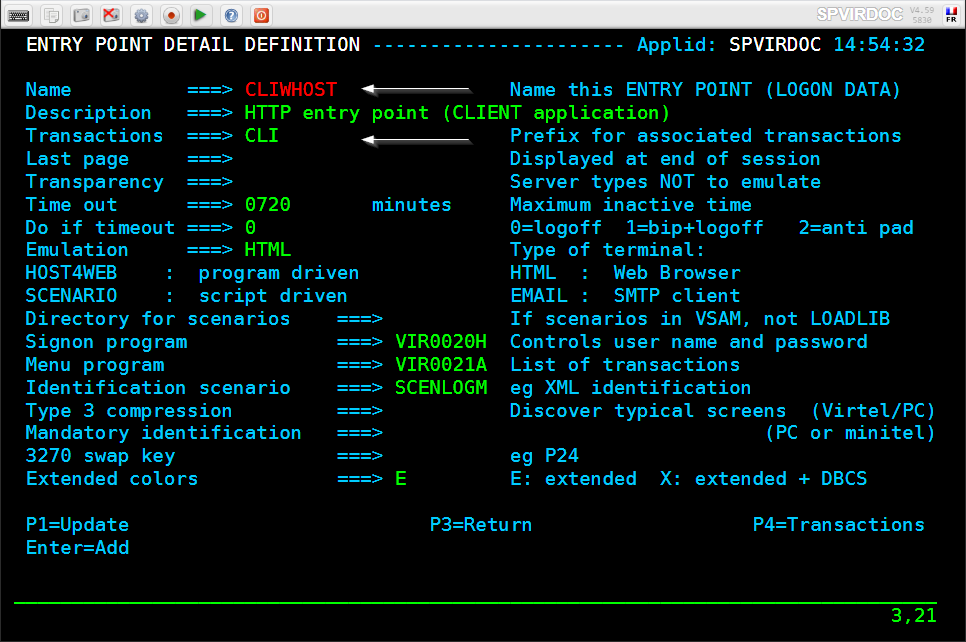 SPVIRDOC V4.59 5830 FR
ENTRY POINT DETAIL DEFINITION ---------------------- Applid: SPVIRDOC 14:54:32
Name ===> CLIWHOST Name this ENTRY POINT (LOGON DATA)
Description ===> HTTP entry point (CLIENT application)
Transactions ===> CLI Prefix for associated transactions
Last page ===> Displayed at end of session
Transparency ===> Server types NOT to emulate
Time out ===> 0720 minutes Maximum inactive time
Do if timeout ===> 0 0=logoff 1=bip+logoff 2=anti pad
Emulation ===> HTML Type of terminal:
HOST4WEB : program driven HTML : Web Browser
SCENARIO : script driven EMAIL : SMTP client
Directory for scenarios ===> If scenarios in VSAM, not LOADLIB
Signon program ===> VIR0020H Controls user name and password
Menu program ===> VIR0021A List of transactions
Identification scenario ===> SCENLOGM eg XML identification
Type 3 compression ===> Discover typical screens (Virtel/PC)
Mandatory identification ===> (PC or minitel)
3270 swap key ===> eg P24
Extended colors ===> E E: extended X: extended + DBCS
P1=Update P3=Return P4=Transactions
Enter=Add
3,21